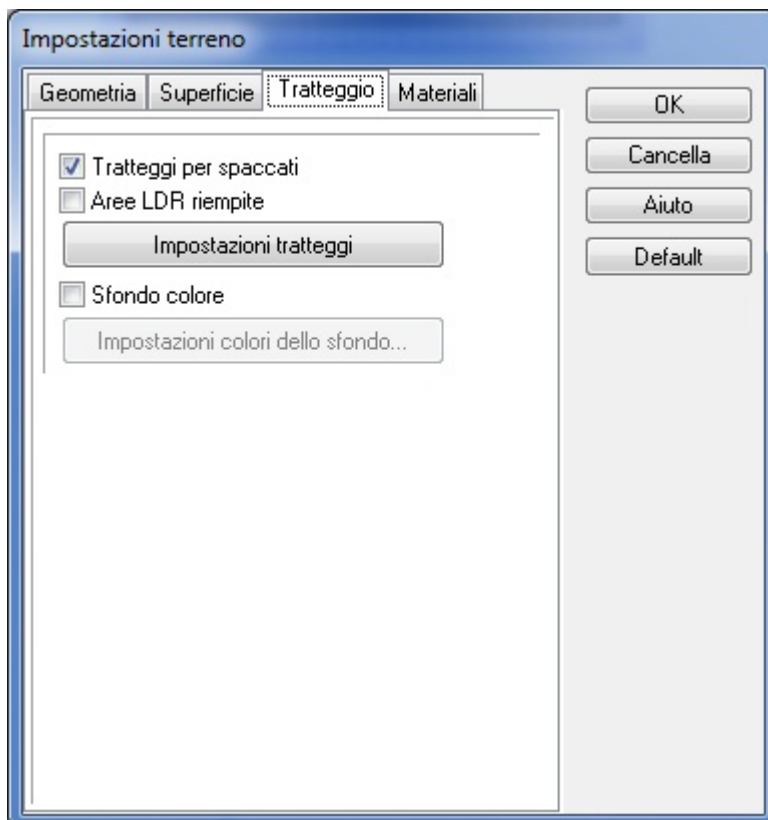 Impostazioni terreno
Geometria Superficie Tratteggio Materiali
OK
Cancella
Aiuto
Default
Tratteggi per spaccati
Aree LDR riempite
Impostazioni tratteggi
Sfondo colore
Impostazioni colori dello sfondo...